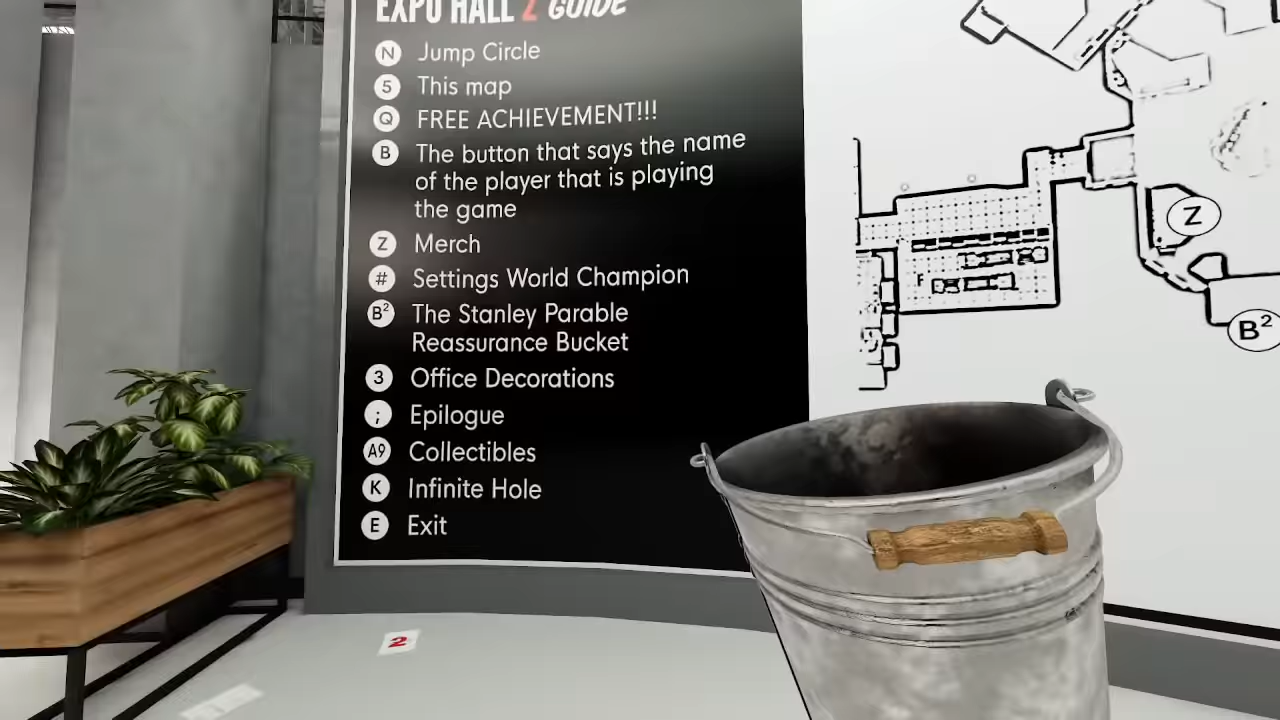 EXPO HALL 2 GUIDE
N Jump Circle
5 This map
Q FREE ACHIEVEMENT!!!
B The button that says the name
of the player that is playing
the game
Z Merch
# Settings World Champion
B² The Stanley Parable
Reassurance Bucket
3 Office Decorations
; Epilogue
A9 Collectibles
K Infinite Hole
E Exit
Z
F
B²
2